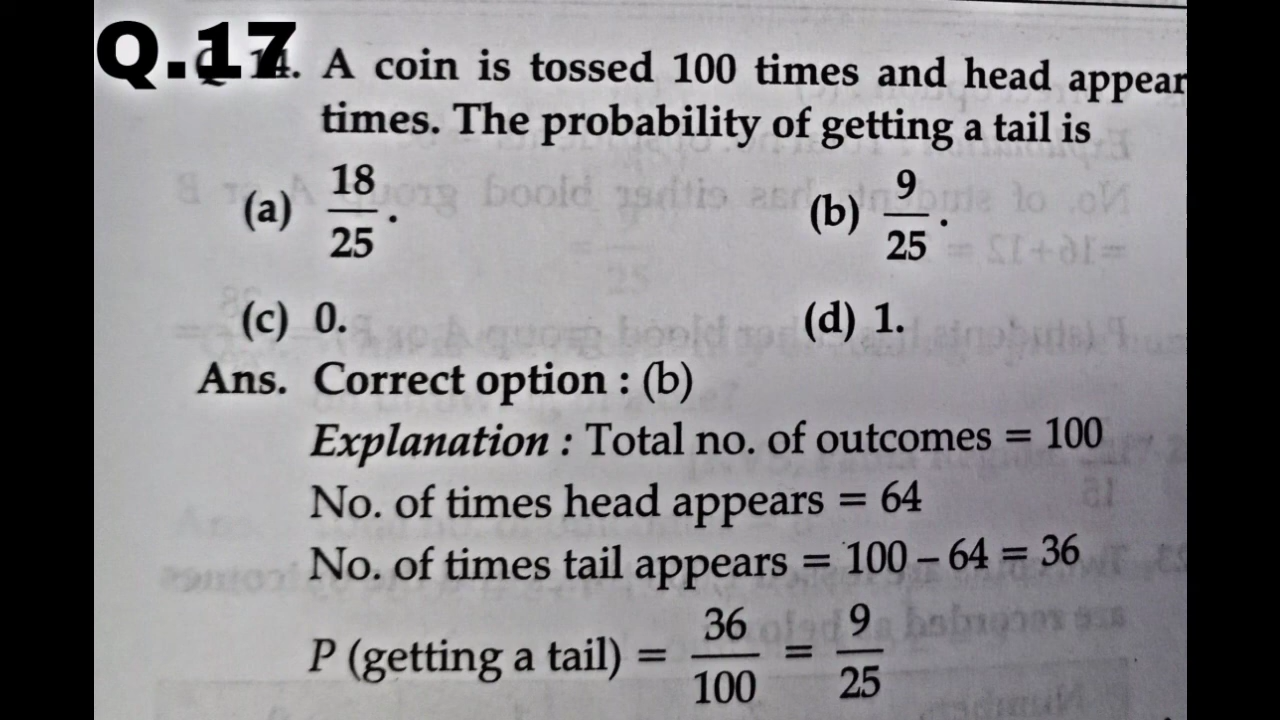 Q.17
A coin is tossed 100 times and head appear
times. The probability of getting a tail is
(a) 18/25. (b) 9/25.
(c) 0. (d) 1.
Ans. Correct option : (b)
Explanation : Total no. of outcomes = 100
No. of times head appears = 64
No. of times tail appears = 100 – 64 = 36
P (getting a tail) = 36/100 = 9/25